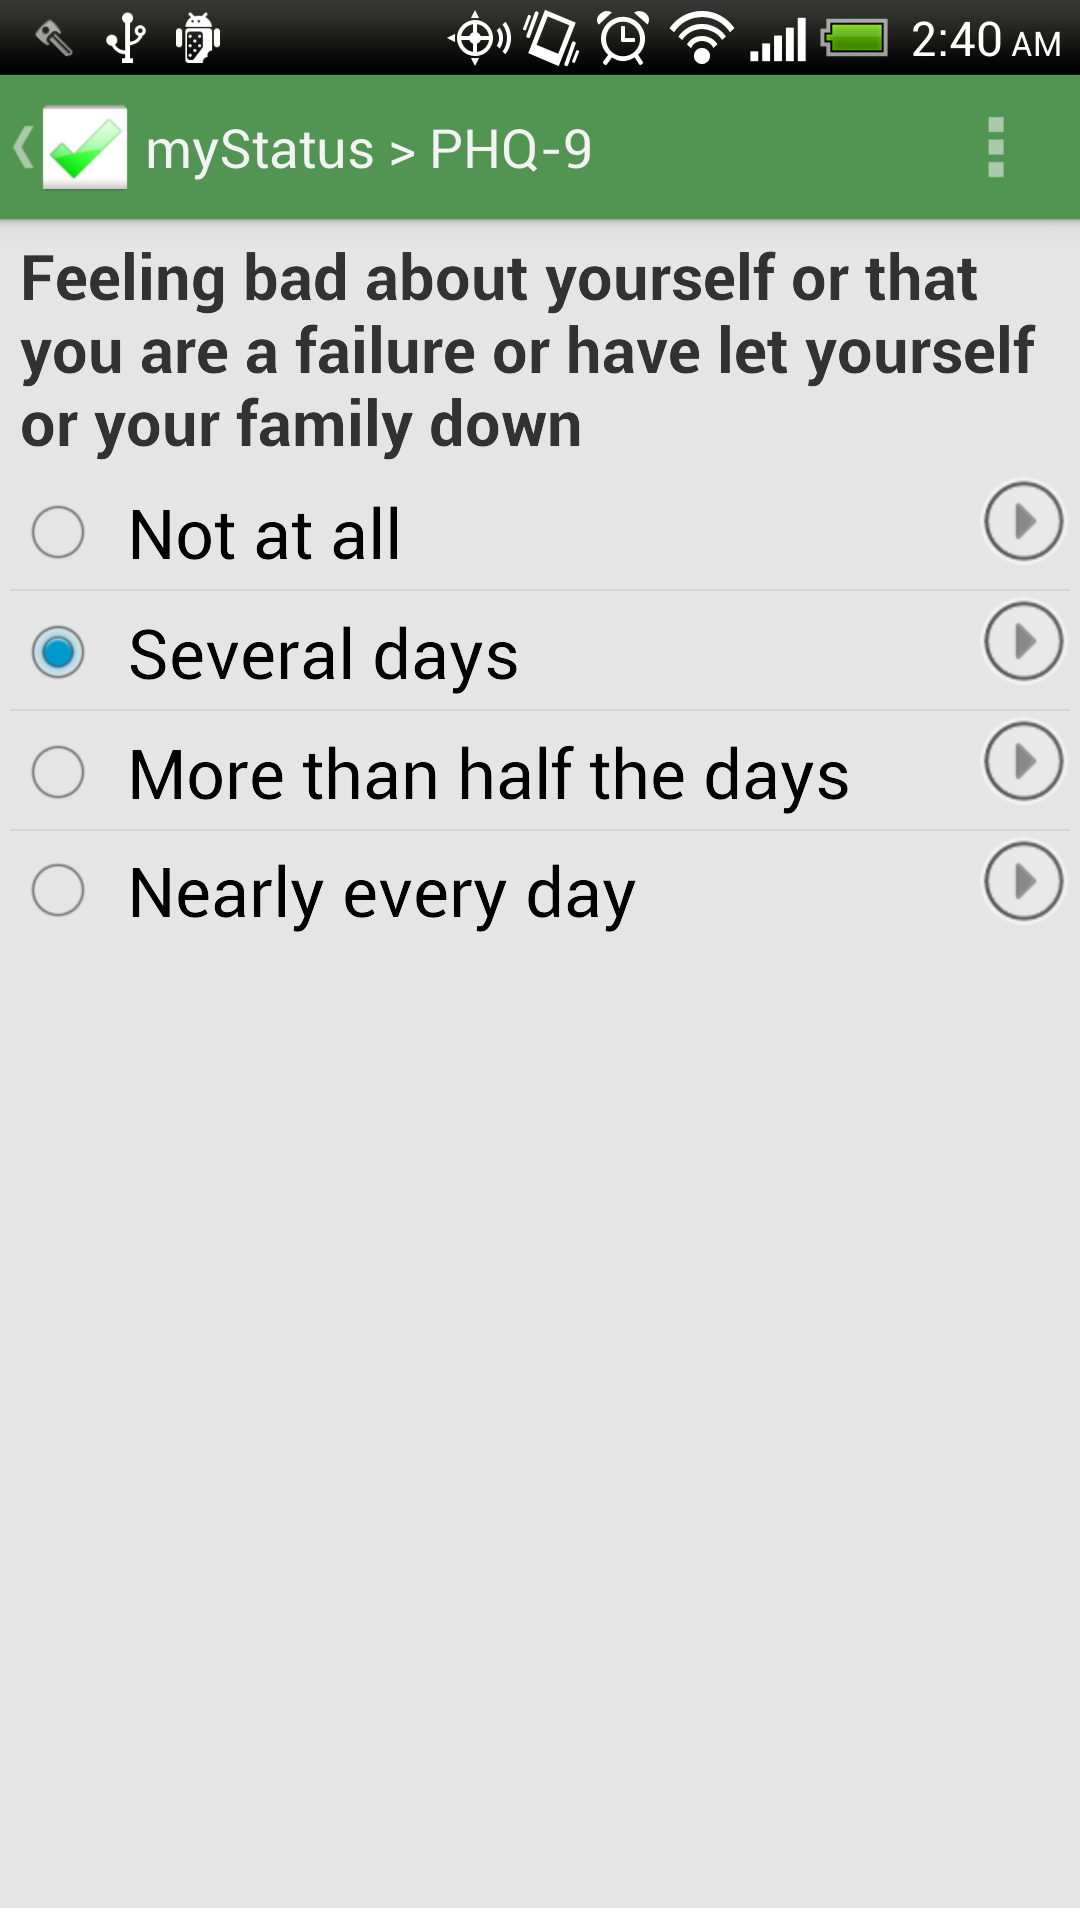 2:40 AM
myStatus > PHQ-9
Feeling bad about yourself or that
you are a failure or have let yourself
or your family down
Not at all
Several days
More than half the days
Nearly every day